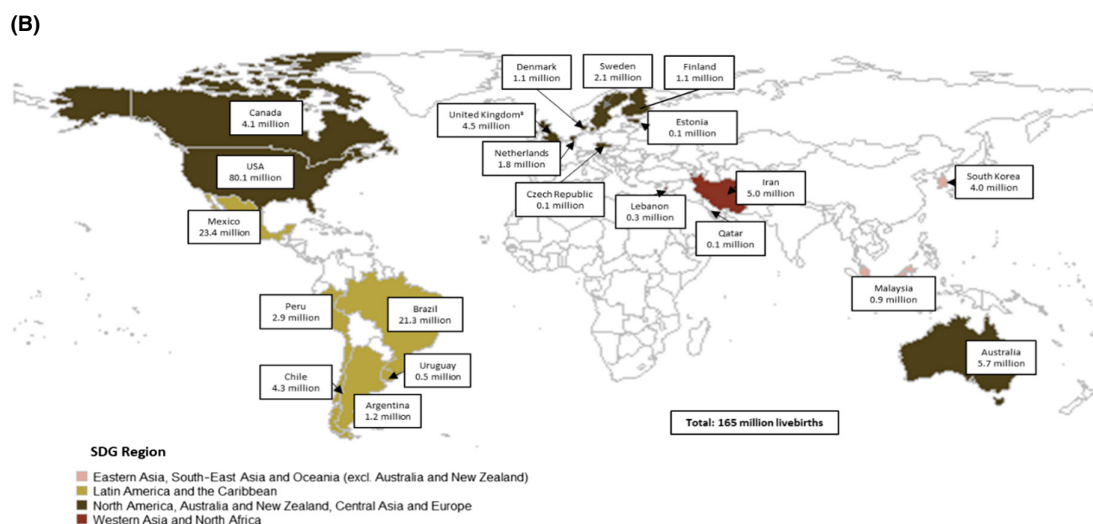 (B)
Denmark
1.1 million
Sweden
2.1 million
Finland
1.1 million
Canada
4.1 million
United Kingdomᵃ
4.5 million
Estonia
0.1 million
Netherlands
1.8 million
USA
80.1 million
Czech Republic
0.1 million
Lebanon
0.3 million
Iran
5.0 million
South Korea
4.0 million
Mexico
23.4 million
Qatar
0.1 million
Malaysia
0.9 million
Peru
2.9 million
Brazil
21.3 million
Australia
5.7 million
Uruguay
0.5 million
Chile
4.3 million
Argentina
1.2 million
Total: 165 million livebirths
SDG Region
Eastern Asia, South-East Asia and Oceania (excl. Australia and New Zealand)
Latin America and the Caribbean
North America, Australia and New Zealand, Central Asia and Europe
Western Asia and North Africa